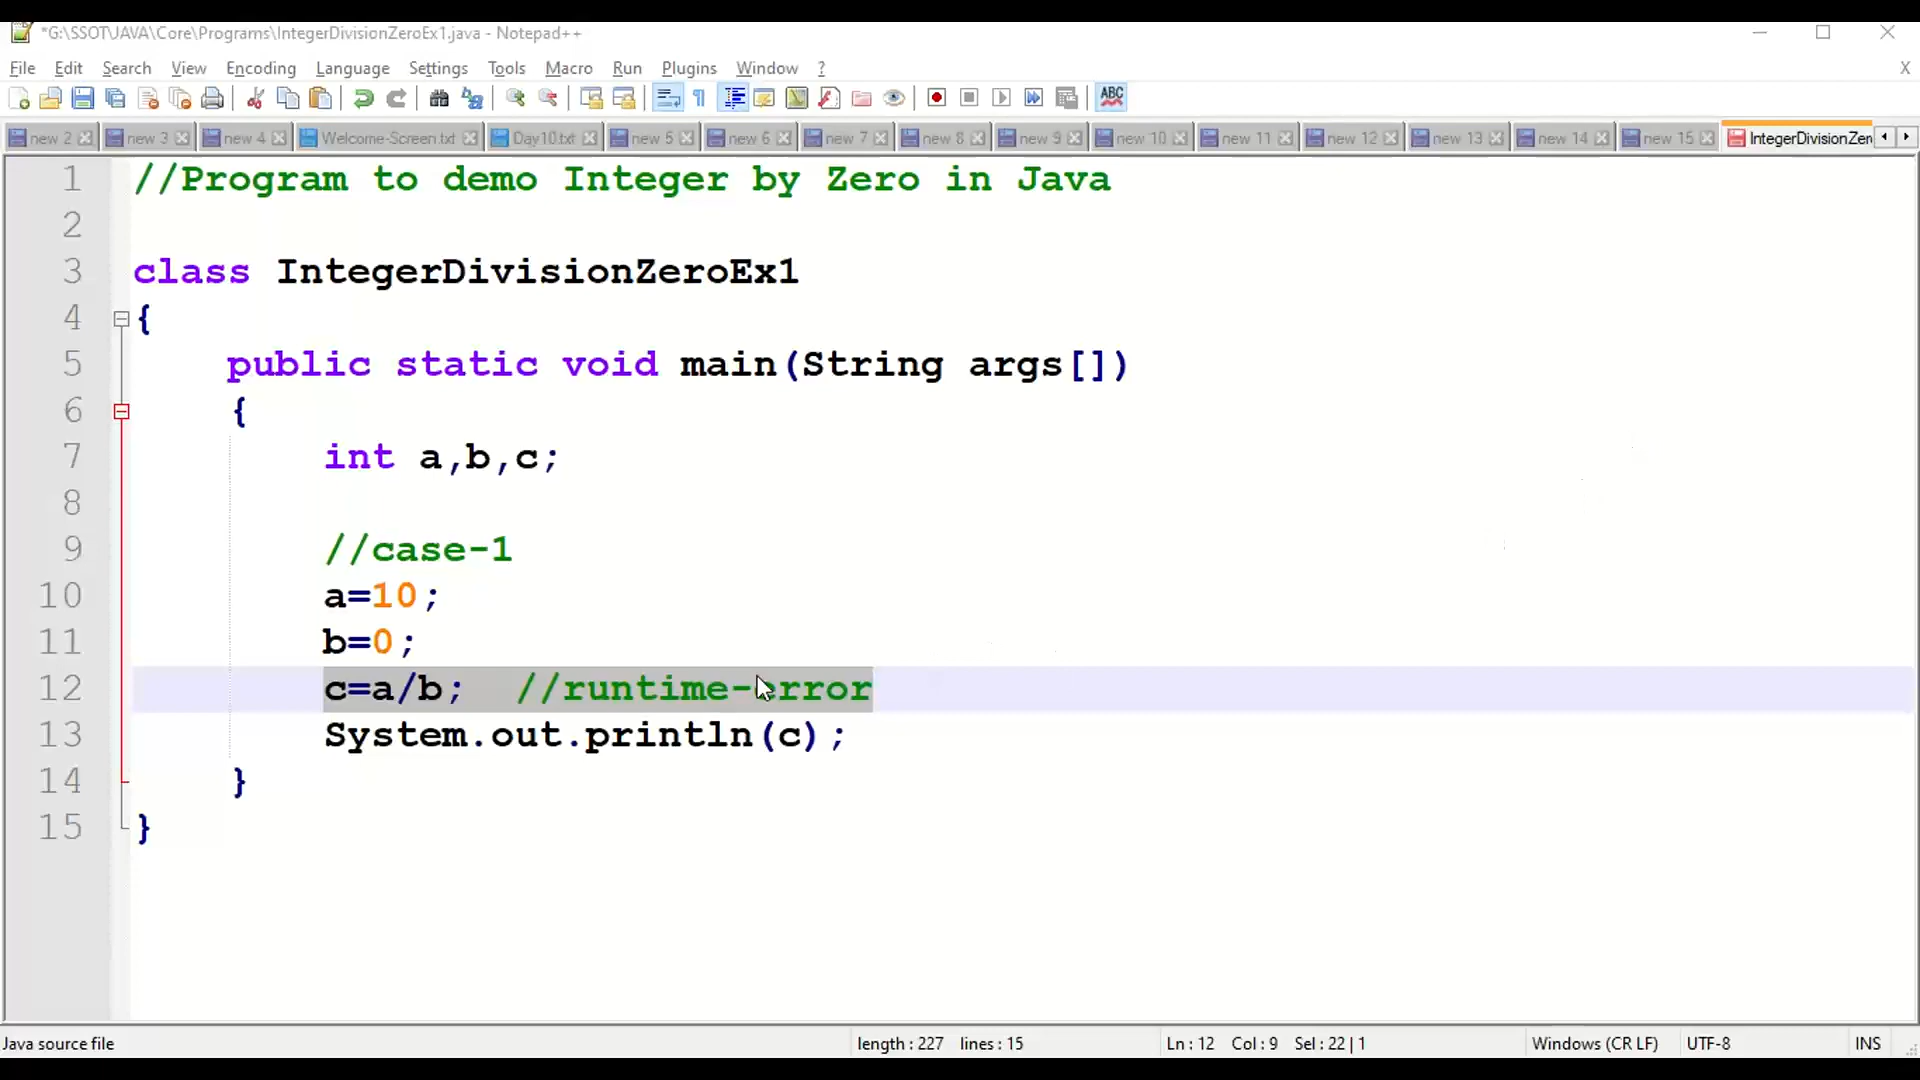 *G:\SSOT\JAVA\Core\Programs\IntegerDivisionZeroEx1.java - Notepad++
File Edit Search View Encoding Language Settings Tools Macro Run Plugins Window ? X
ABC
new 2 new 3 new 4 Welcome-Screen.txt Day10.txt new 5 new 6 new 7 new 8 new 9 new 10 new 11 new 12 new 13 new 14 new 15 IntegerDivisionZer
1 //Program to demo Integer by Zero in Java
2
3 class IntegerDivisionZeroEx1
4 {
5 public static void main(String args[])
6 {
7 int a,b,c;
8
9 //case-1
10 a=10;
11 b=0;
12 c=a/b; //runtime-error
13 System.out.println(c);
14 }
15 }
Java source file length : 227 lines : 15 Ln : 12 Col : 9 Sel : 22 | 1 Windows (CR LF) UTF-8 INS